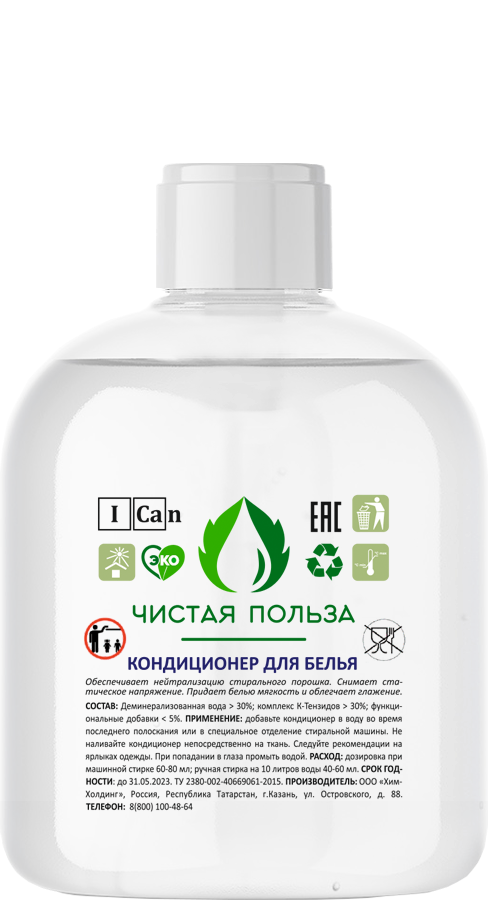 I Can
EAC
ЭКО
ЧИСТАЯ ПОЛЬЗА
КОНДИЦИОНЕР ДЛЯ БЕЛЬЯ
Обеспечивает нейтрализацию стирального порошка. Снимает ста-
тическое напряжение. Придает белью мягкость и облегчает глажение.
СОСТАВ: Деминерализованная вода > 30%; комплекс К-Тензидов > 30%; функци-
ональные добавки < 5%. ПРИМЕНЕНИЕ: добавьте кондиционер в воду во время
последнего полоскания или в специальное отделение стиральной машины. Не
наливайте кондиционер непосредственно на ткань. Следуйте рекомендации на
ярлыках одежды. При попадании в глаза промыть водой. РАСХОД: дозировка при
машинной стирке 60-80 мл; ручная стирка на 10 литров воды 40-60 мл. СРОК ГОД-
НОСТИ: до 31.05.2023. ТУ 2380-002-40669061-2015. ПРОИЗВОДИТЕЛЬ: ООО «Хим-
Холдинг», Россия, Республика Татарстан, г.Казань, ул. Островского, д. 88.
ТЕЛЕФОН: 8(800) 100-48-64